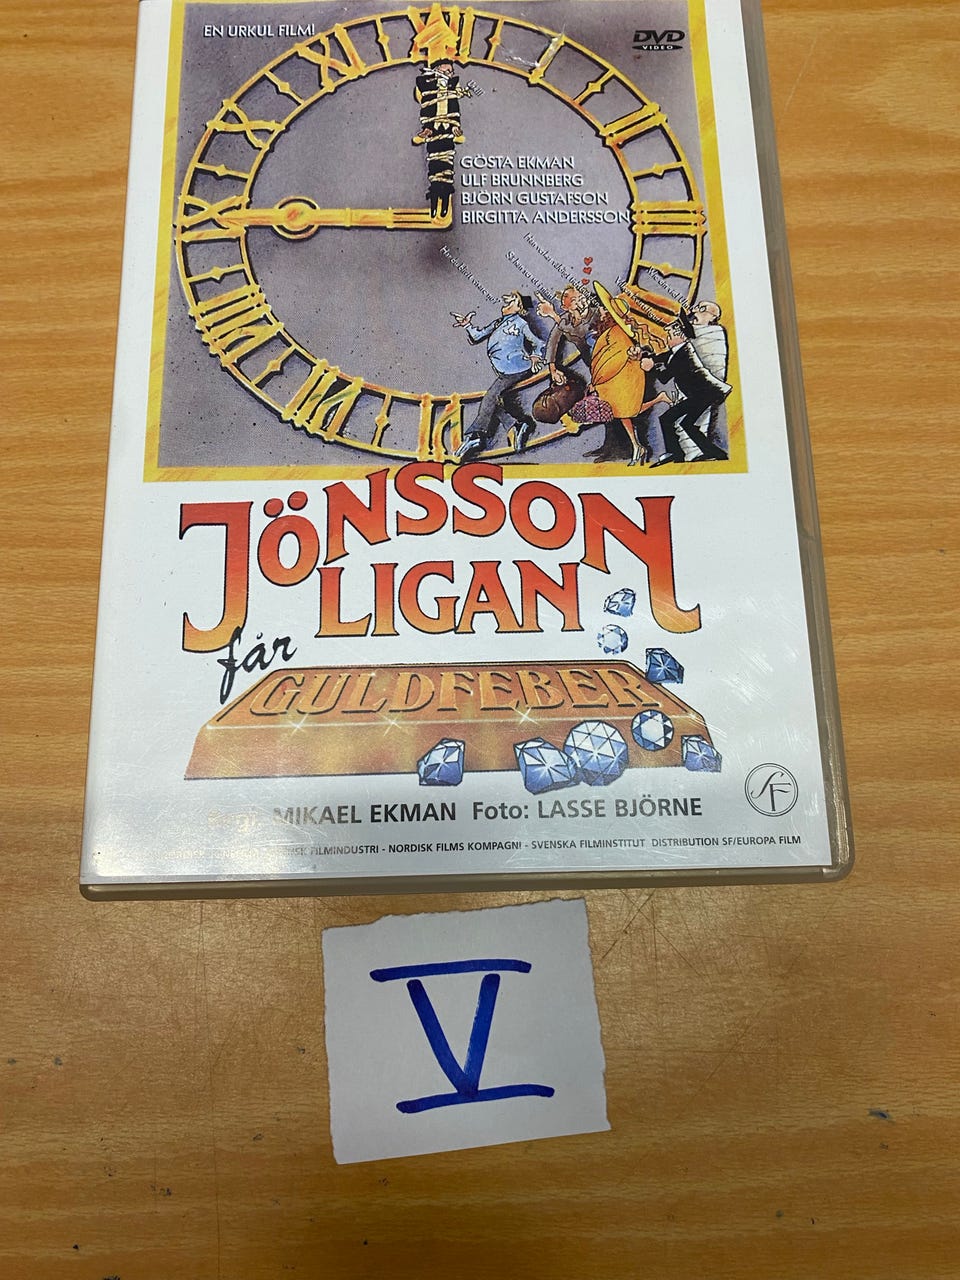 EN URKUL FILM!
DVD
VIDEO
GÖSTA EKMAN
ULF BRUNNBERG
BJÖRN GUSTAFSON
BIRGITTA ANDERSSON
JÖNSSON
LIGAN
får
GULDFEBER
MIKAEL EKMAN Foto: LASSE BJÖRNE
SF
FILMINDUSTRI - NORDISK FILMS KOMPAGNI - SVENSKA FILMINSTITUT DISTRIBUTION SF/EUROPA FILM
V